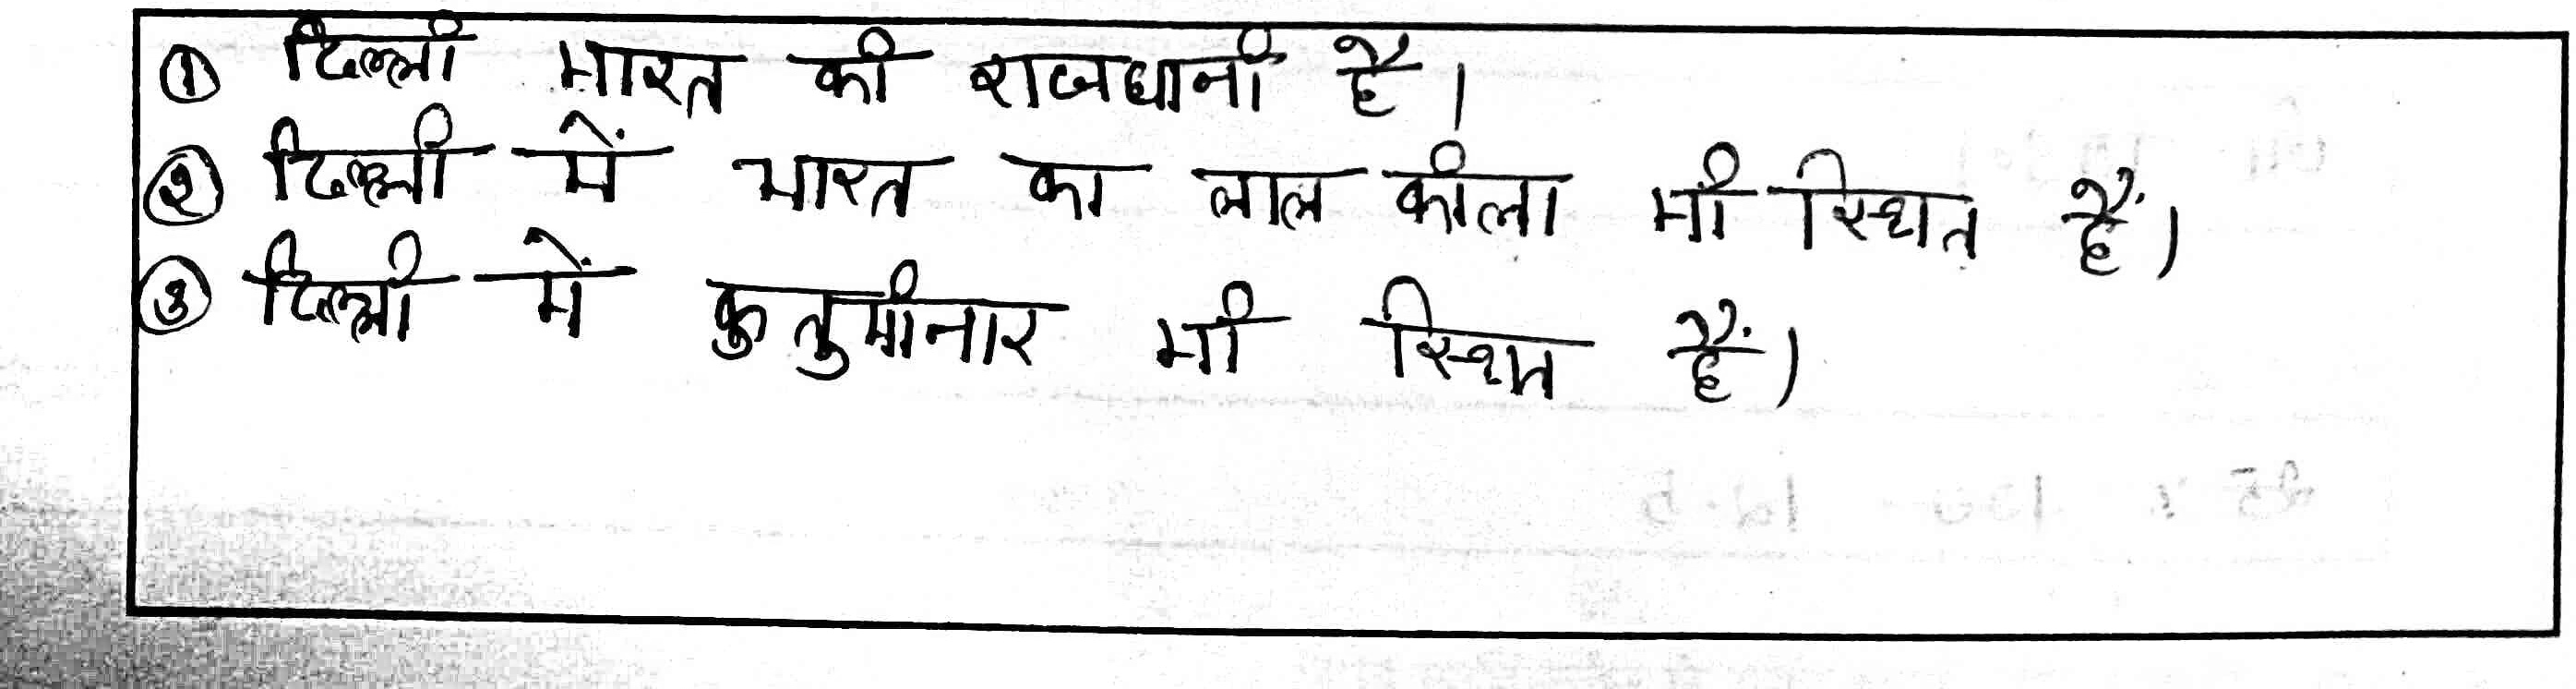 ① दिल्ली भारत की राजधानी है।
② दिल्ली में भारत का लाल कीला भी स्थित हैं।
③ दिल्ली में कुतुमीनार भी स्थित हैं।